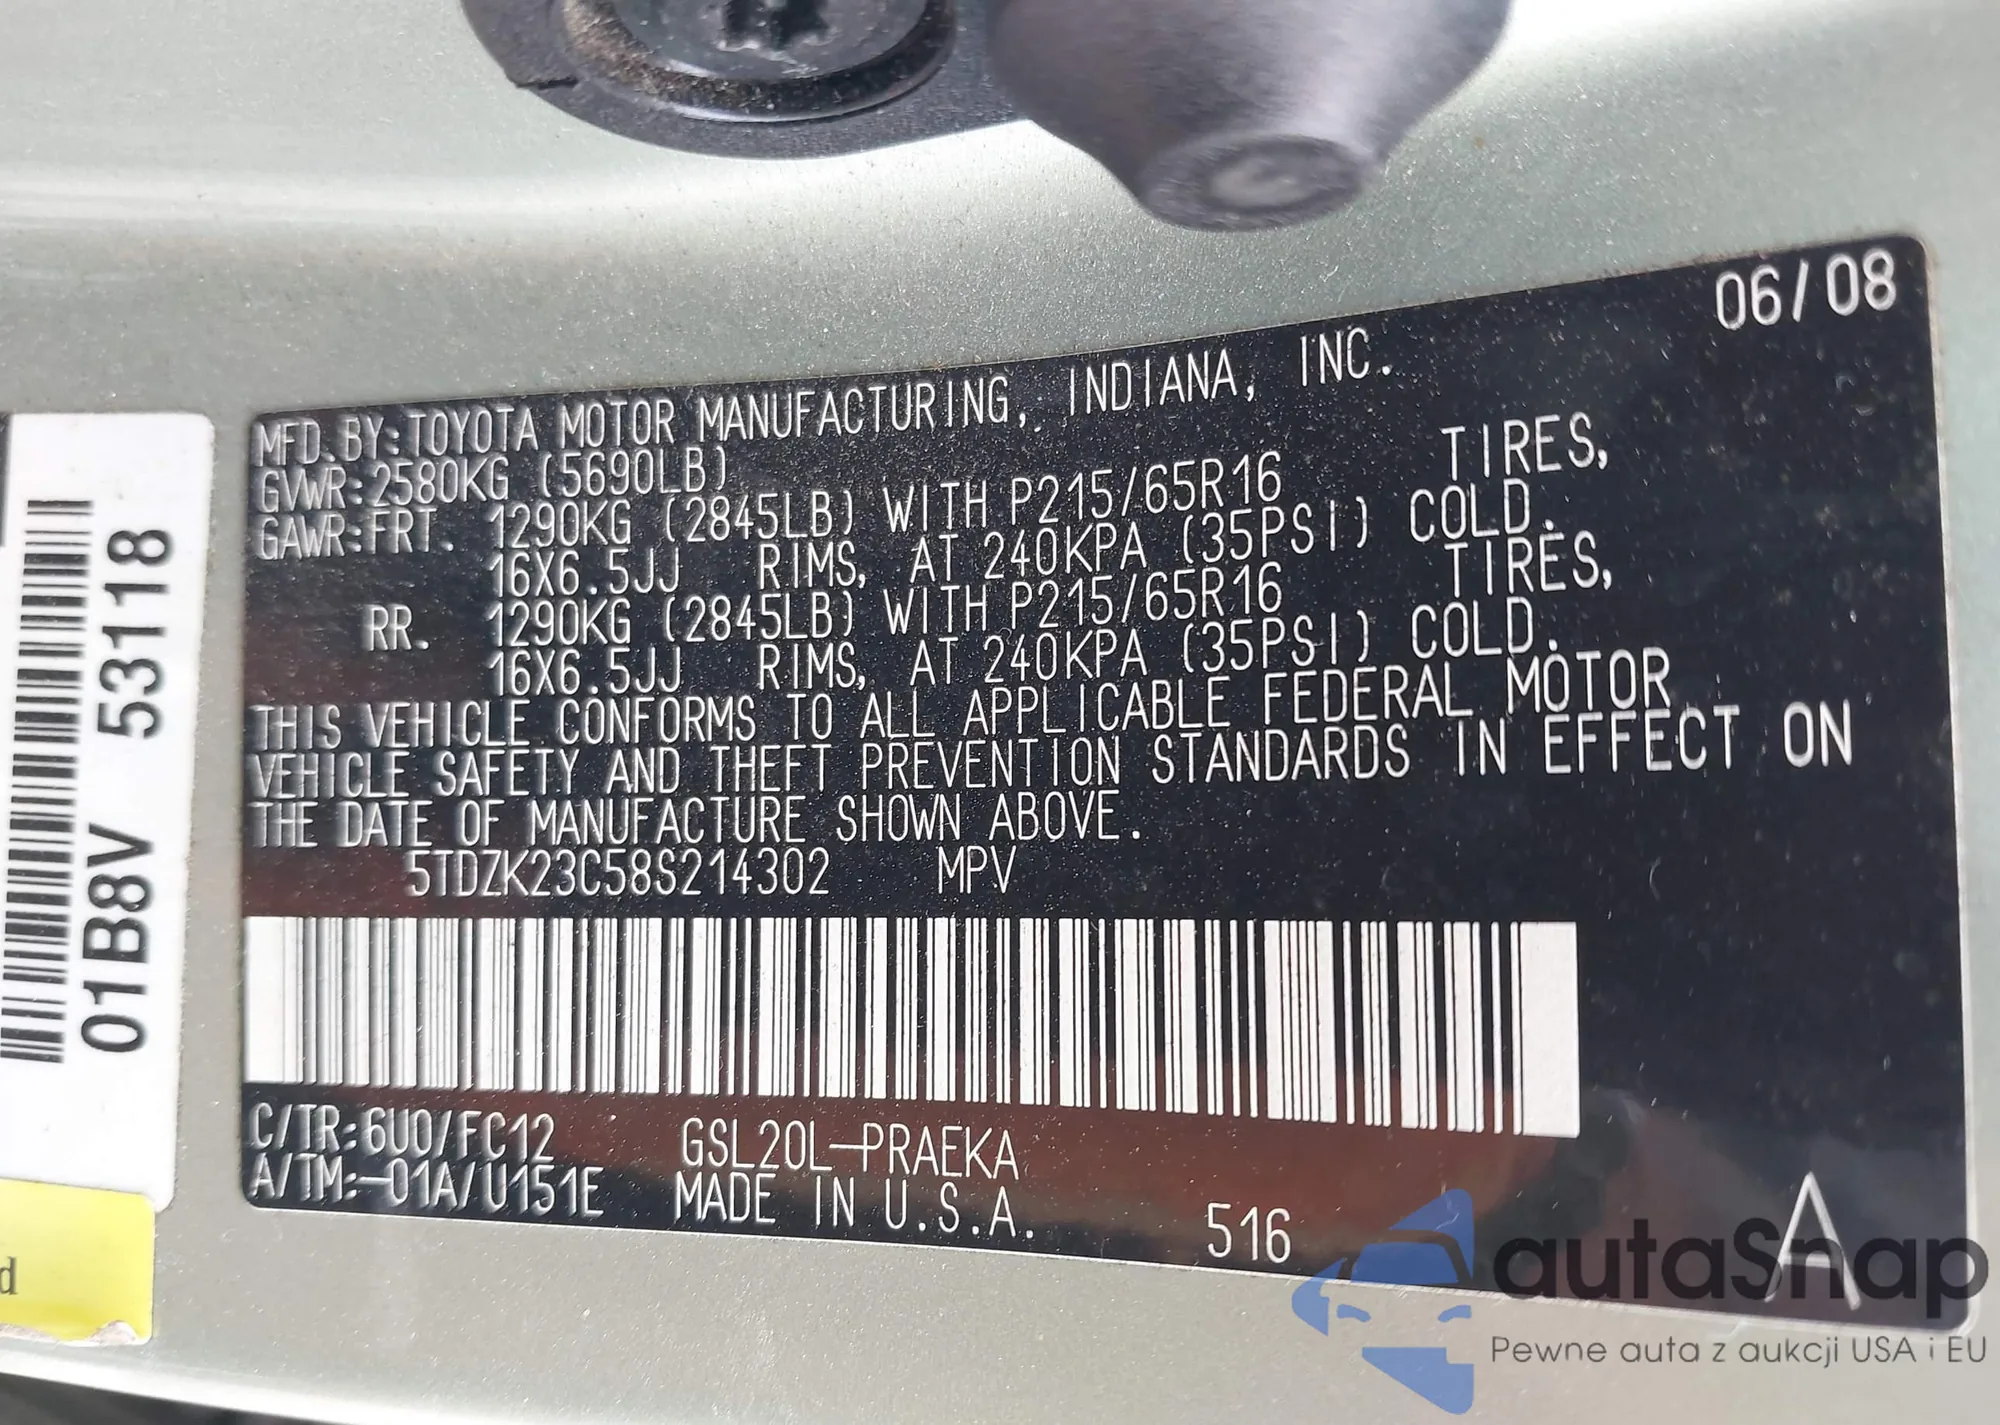 06/08
MFD.BY:TOYOTA MOTOR MANUFACTURING, INDIANA, INC.
GVWR:2580KG (5690LB)
GAWR:FRT. 1290KG (2845LB) WITH P215/65R16 TIRES,
16X6.5JJ RIMS, AT 240KPA (35PSI) COLD.
RR. 1290KG (2845LB) WITH P215/65R16 TIRES,
16X6.5JJ RIMS, AT 240KPA (35PSI) COLD.
THIS VEHICLE CONFORMS TO ALL APPLICABLE FEDERAL MOTOR
VEHICLE SAFETY AND THEFT PREVENTION STANDARDS IN EFFECT ON
THE DATE OF MANUFACTURE SHOWN ABOVE.
5TDZK23C58S214302 MPV
C/TR:6U0/FC12 GSL20L-PRAEKA
A/TM:-01A/U151E MADE IN U.S.A. 516 A
01B8V 53118
d
autaSnap
Pewne auta z aukcji USA i EU